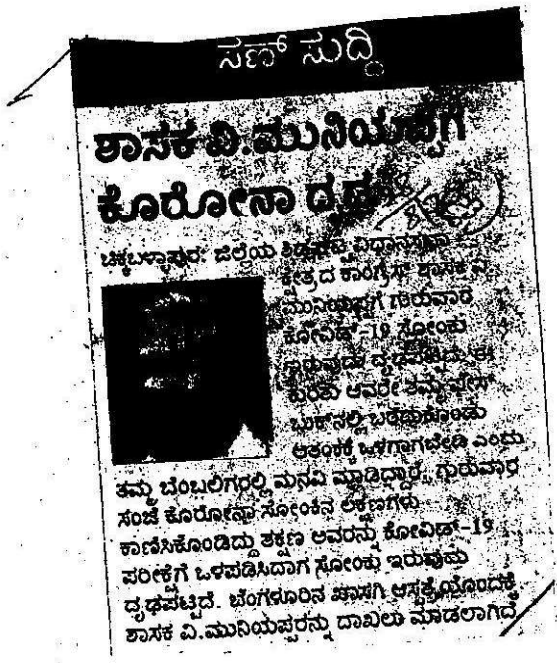 ಸಣ್ ಸುದ್ದಿ
ಶಾಸಕ ವಿ.ಮುನಿಯಪ್ಪಗೆ
ಕೊರೋನಾ ದೃಢ
ಚಿಕ್ಕಬಳ್ಳಾಪುರ: ಜಿಲ್ಲೆಯ ಶಿಡ್ಲಘಟ್ಟ ವಿಧಾನಸಭಾ
ಕ್ಷೇತ್ರದ ಕಾಂಗ್ರೆಸ್ ಶಾಸಕ ವಿ
ಮುನಿಯಪ್ಪಗೆ ಗುರುವಾರ
ಕೋವಿಡ್-19 ಸೋಂಕು
ಇರುವುದು ದೃಢಪಟ್ಟಿದ್ದು ಈ
ಕುರಿತು ಅವರೇ ತಮ್ಮ ಫೇಸ್
ಬುಕ್‌ನಲ್ಲಿ ಬರೆದುಕೊಂಡು
ಆತಂಕಕ್ಕೆ ಒಳಗಾಗಬೇಡಿ ಎಂದು
ತಮ್ಮ ಬೆಂಬಲಿಗರಲ್ಲಿ ಮನವಿ ಮಾಡಿದ್ದಾರೆ. ಗುರುವಾರ
ಸಂಜೆ ಕೊರೋನಾ ಸೋಂಕಿನ ಲಕ್ಷಣಗಳು
ಕಾಣಿಸಿಕೊಂಡಿದ್ದು ತಕ್ಷಣ ಅವರನ್ನು ಕೋವಿಡ್-19
ಪರೀಕ್ಷೆಗೆ ಒಳಪಡಿಸಿದಾಗ ಸೋಂಕು ಇರುವುದು
ದೃಢಪಟ್ಟಿದೆ. ಬೆಂಗಳೂರಿನ ಖಾಸಗಿ ಆಸ್ಪತ್ರೆಯೊಂದಕ್ಕೆ
ಶಾಸಕ ವಿ.ಮುನಿಯಪ್ಪರನ್ನು ದಾಖಲು ಮಾಡಲಾಗಿದೆ